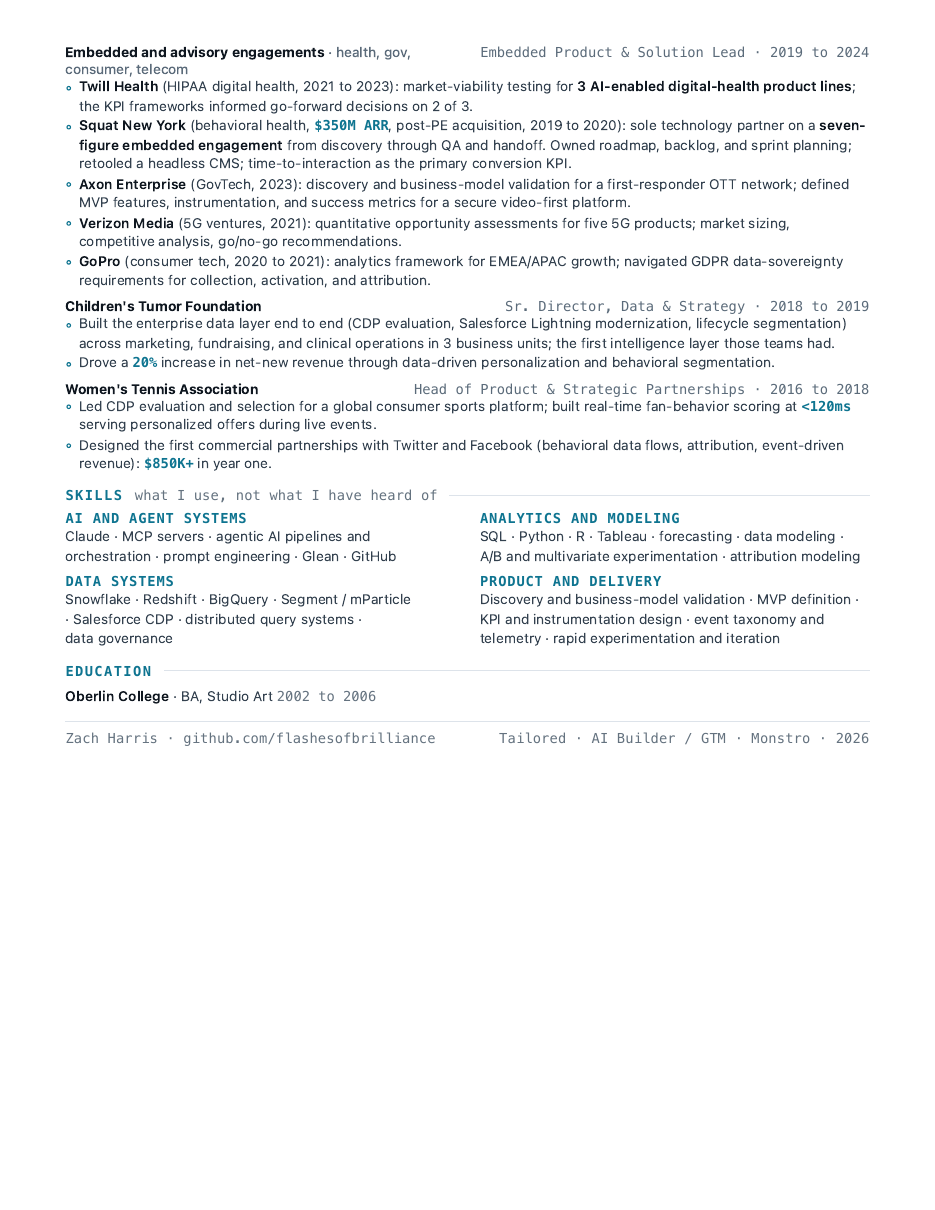 Embedded and advisory engagements · health, gov, consumer, telecom
Embedded Product & Solution Lead · 2019 to 2024
Twill Health (HIPAA digital health, 2021 to 2023): market-viability testing for 3 AI-enabled digital-health product lines;
the KPI frameworks informed go-forward decisions on 2 of 3.
Squat New York (behavioral health, $350M ARR, post-PE acquisition, 2019 to 2020): sole technology partner on a seven-
figure embedded engagement from discovery through QA and handoff. Owned roadmap, backlog, and sprint planning;
retooled a headless CMS; time-to-interaction as the primary conversion KPI.
Axon Enterprise (GovTech, 2023): discovery and business-model validation for a first-responder OTT network; defined
MVP features, instrumentation, and success metrics for a secure video-first platform.
Verizon Media (5G ventures, 2021): quantitative opportunity assessments for five 5G products; market sizing,
competitive analysis, go/no-go recommendations.
GoPro (consumer tech, 2020 to 2021): analytics framework for EMEA/APAC growth; navigated GDPR data-sovereignty
requirements for collection, activation, and attribution.
Children's Tumor Foundation
Sr. Director, Data & Strategy · 2018 to 2019
Built the enterprise data layer end to end (CDP evaluation, Salesforce Lightning modernization, lifecycle segmentation)
across marketing, fundraising, and clinical operations in 3 business units; the first intelligence layer those teams had.
Drove a 20% increase in net-new revenue through data-driven personalization and behavioral segmentation.
Women's Tennis Association
Head of Product & Strategic Partnerships · 2016 to 2018
Led CDP evaluation and selection for a global consumer sports platform; built real-time fan-behavior scoring at <120ms
serving personalized offers during live events.
Designed the first commercial partnerships with Twitter and Facebook (behavioral data flows, attribution, event-driven
revenue): $850K+ in year one.
SKILLS what I use, not what I have heard of
AI AND AGENT SYSTEMS
Claude · MCP servers · agentic AI pipelines and
orchestration · prompt engineering · Glean · GitHub
ANALYTICS AND MODELING
SQL · Python · R · Tableau · forecasting · data modeling ·
A/B and multivariate experimentation · attribution modeling
DATA SYSTEMS
Snowflake · Redshift · BigQuery · Segment / mParticle
· Salesforce CDP · distributed query systems ·
data governance
PRODUCT AND DELIVERY
Discovery and business-model validation · MVP definition ·
KPI and instrumentation design · event taxonomy and
telemetry · rapid experimentation and iteration
EDUCATION
Oberlin College · BA, Studio Art 2002 to 2006
Zach Harris · github.com/flashesofbrilliance
Tailored · AI Builder / GTM · Monstro · 2026